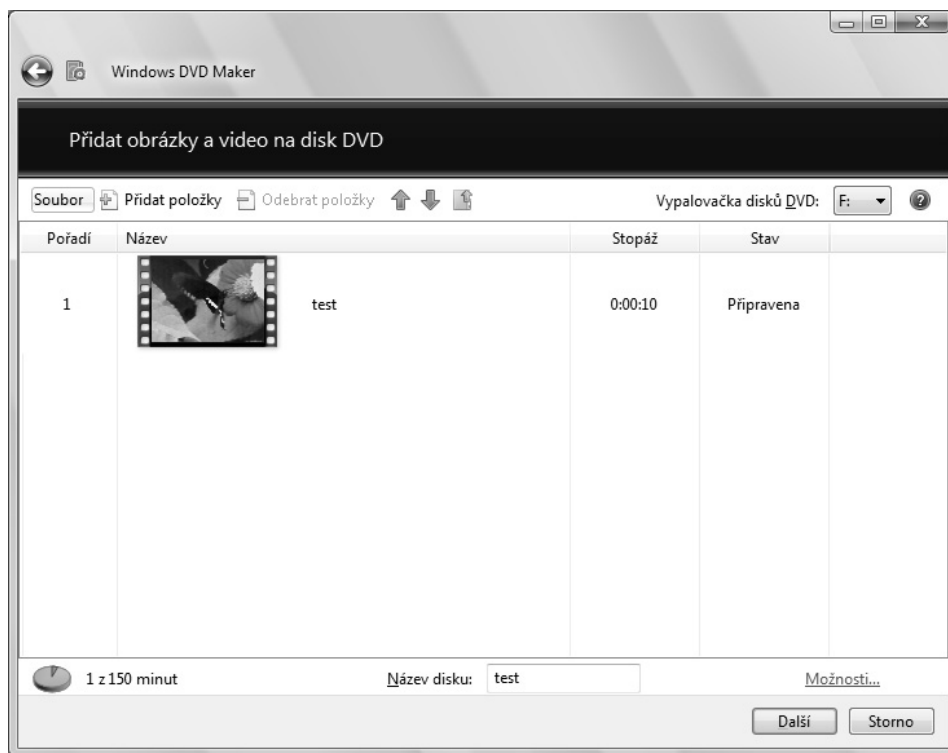 Windows DVD Maker
Přidat obrázky a video na disk DVD
Soubor Přidat položky Odebrat položky Vypalovačka disků DVD: F:
Pořadí Název Stopáž Stav
1 test 0:00:10 Připravena
1 z 150 minut Název disku: test Možnosti...
Další Storno